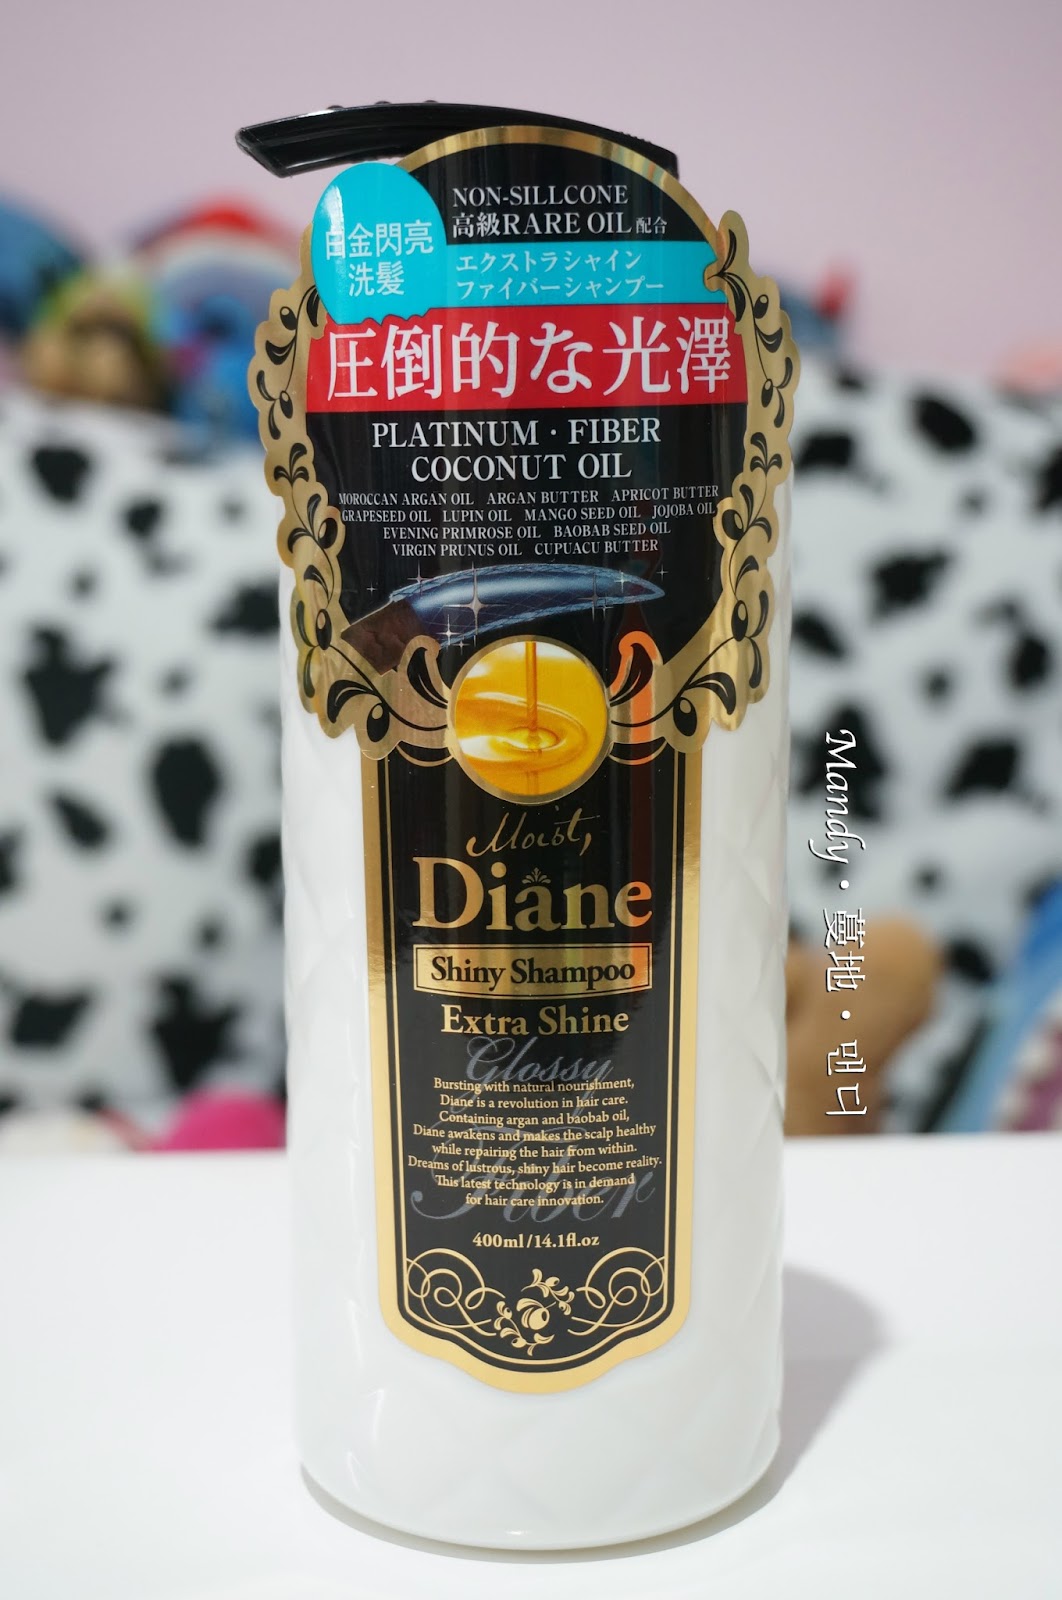 NON-SILLCONE
高級RARE OIL配合
白金閃亮
洗髮
エクストラシャイン
ファイバーシャンプー
圧倒的な光澤
PLATINUM・FIBER
COCONUT OIL
MOROCCAN ARGAN OIL ARGAN BUTTER APRICOT BUTTER
GRAPESEED OIL LUPIN OIL MANGO SEED OIL JOJOBA OIL
EVENING PRIMROSE OIL BAOBAB SEED OIL
VIRGIN PRUNUS OIL CUPUACU BUTTER
Moist,
Diane
Shiny Shampoo
Extra Shine
Glossy
Fiber
Bursting with natural nourishment,
Diane is a revolution in hair care.
Containing argan and baobab oil,
Diane awakens and makes the scalp healthy
while repairing the hair from within.
Dreams of lustrous, shiny hair become reality.
This latest technology is in demand
for hair care innovation.
400ml/14.1fl.oz
Mandy・蔓地・맨디